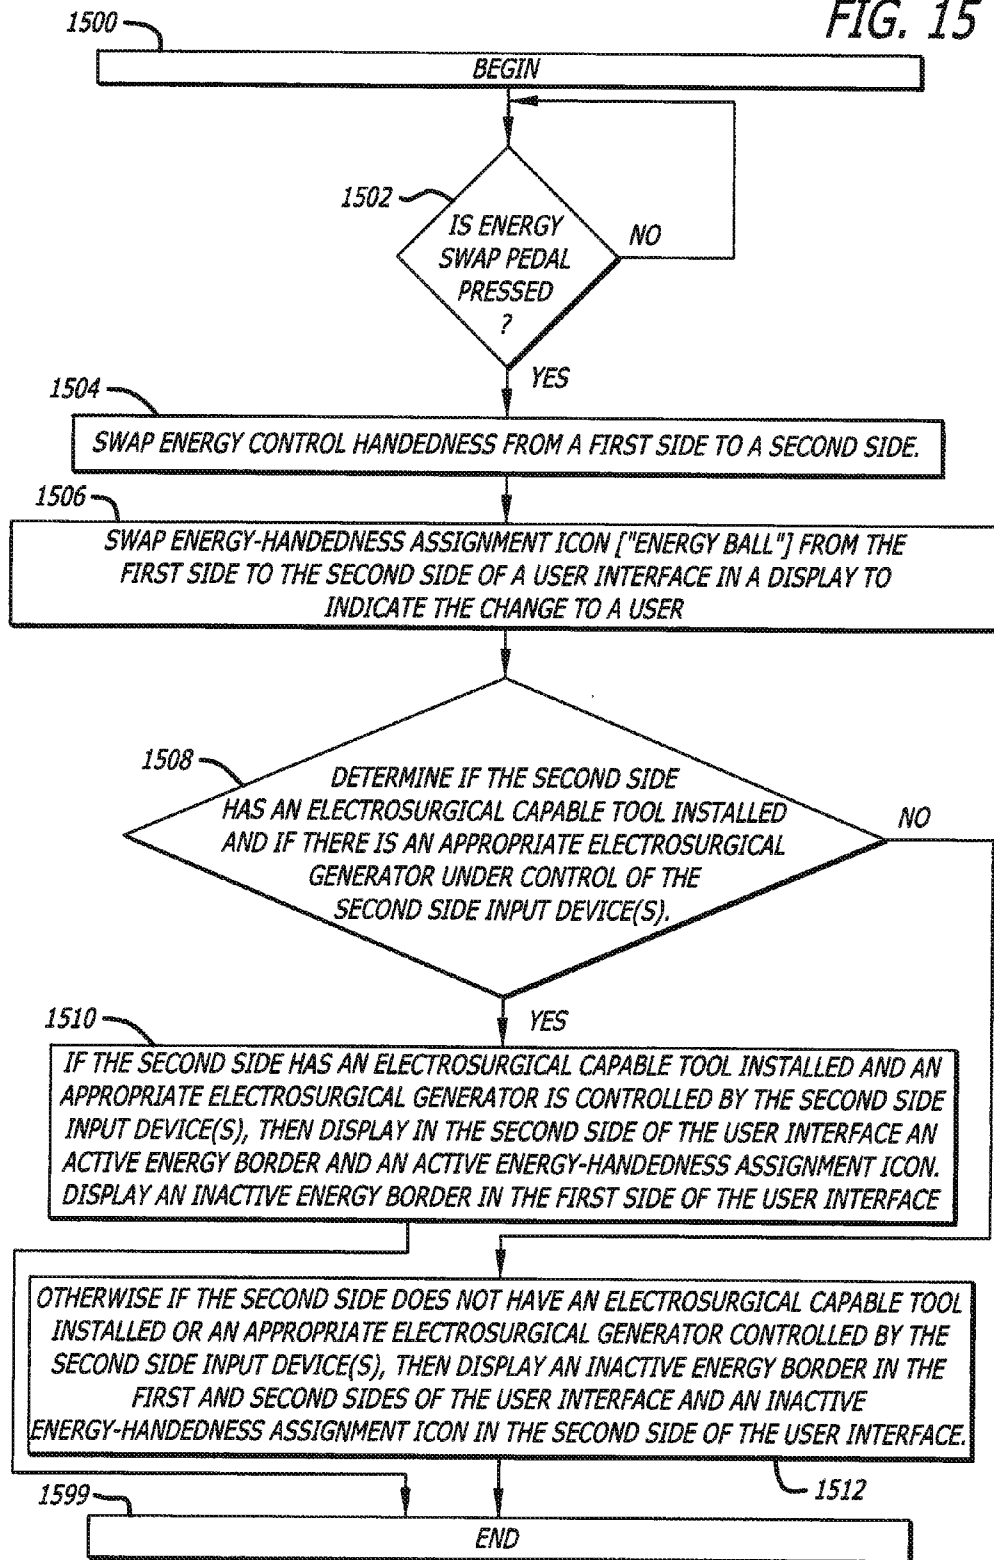 FIG. 15
1500
BEGIN
1502
IS ENERGY
SWAP PEDAL
PRESSED
?
NO
YES
1504
SWAP ENERGY CONTROL HANDEDNESS FROM A FIRST SIDE TO A SECOND SIDE.
1506
SWAP ENERGY-HANDEDNESS ASSIGNMENT ICON ["ENERGY BALL"] FROM THE
FIRST SIDE TO THE SECOND SIDE OF A USER INTERFACE IN A DISPLAY TO
INDICATE THE CHANGE TO A USER
1508
DETERMINE IF THE SECOND SIDE
HAS AN ELECTROSURGICAL CAPABLE TOOL INSTALLED
AND IF THERE IS AN APPROPRIATE ELECTROSURGICAL
GENERATOR UNDER CONTROL OF THE
SECOND SIDE INPUT DEVICE(S).
NO
YES
1510
IF THE SECOND SIDE HAS AN ELECTROSURGICAL CAPABLE TOOL INSTALLED AND AN
APPROPRIATE ELECTROSURGICAL GENERATOR IS CONTROLLED BY THE SECOND SIDE
INPUT DEVICE(S), THEN DISPLAY IN THE SECOND SIDE OF THE USER INTERFACE AN
ACTIVE ENERGY BORDER AND AN ACTIVE ENERGY-HANDEDNESS ASSIGNMENT ICON.
DISPLAY AN INACTIVE ENERGY BORDER IN THE FIRST SIDE OF THE USER INTERFACE
OTHERWISE IF THE SECOND SIDE DOES NOT HAVE AN ELECTROSURGICAL CAPABLE TOOL
INSTALLED OR AN APPROPRIATE ELECTROSURGICAL GENERATOR CONTROLLED BY THE
SECOND SIDE INPUT DEVICE(S), THEN DISPLAY AN INACTIVE ENERGY BORDER IN THE
FIRST AND SECOND SIDES OF THE USER INTERFACE AND AN INACTIVE
ENERGY-HANDEDNESS ASSIGNMENT ICON IN THE SECOND SIDE OF THE USER INTERFACE.
1512
1599
END